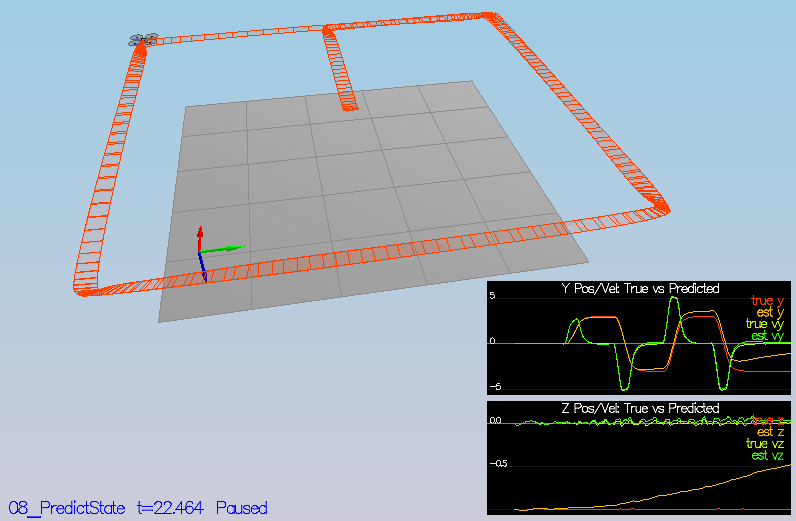 Y Pos/Vel: True vs Predicted
5
true y
est y
true vy
est vy
0
-5
Z Pos/Vel: True vs Predicted
0.0
est z
true vz
est vz
-0.5
08_PredictState t=22.464 Paused